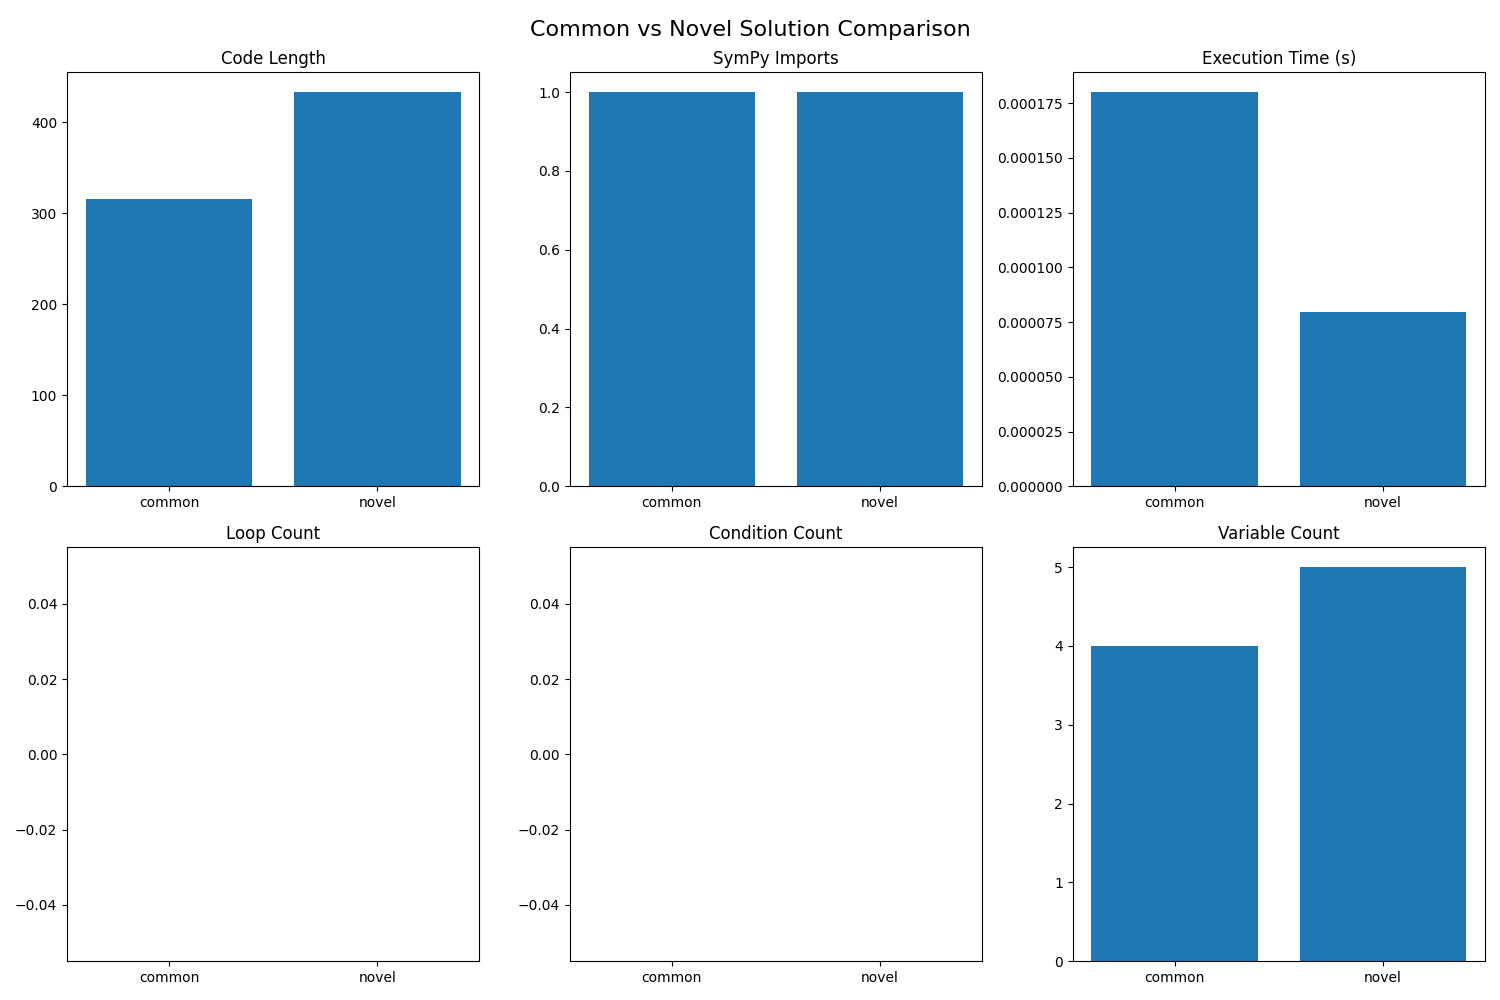 Common vs Novel Solution Comparison
Code Length
400
300
200
100
0
common novel
SymPy Imports
1.0
0.8
0.6
0.4
0.2
0.0
common novel
Execution Time (s)
0.000175
0.000150
0.000125
0.000100
0.000075
0.000050
0.000025
0.000000
common novel
Loop Count
0.04
0.02
0.00
−0.02
−0.04
common novel
Condition Count
0.04
0.02
0.00
−0.02
−0.04
common novel
Variable Count
5
4
3
2
1
0
common novel